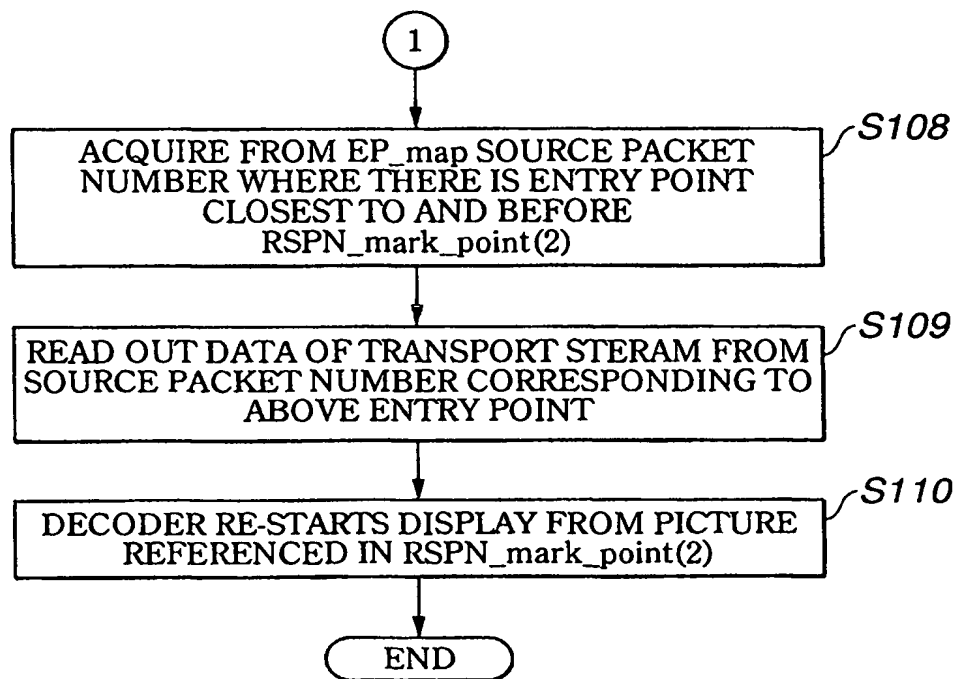 1
S108
ACQUIRE FROM EP_map SOURCE PACKET
NUMBER WHERE THERE IS ENTRY POINT
CLOSEST TO AND BEFORE
RSPN_mark_point(2)
S109
READ OUT DATA OF TRANSPORT STERAM FROM
SOURCE PACKET NUMBER CORRESPONDING TO
ABOVE ENTRY POINT
S110
DECODER RE-STARTS DISPLAY FROM PICTURE
REFERENCED IN RSPN_mark_point(2)
END